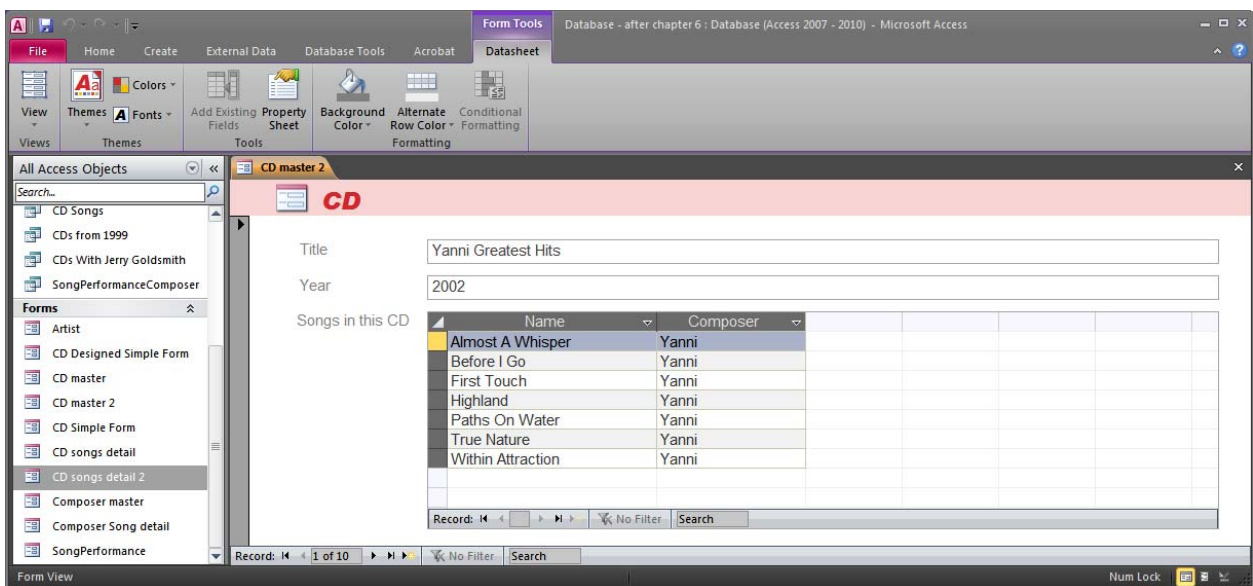 Form Tools Database - after chapter 6 : Database (Access 2007 - 2010) - Microsoft Access
File Home Create External Data Database Tools Acrobat Datasheet
View Themes Colors Fonts Add Existing Fields Property Sheet Background Color Alternate Row Color Conditional Formatting
Views Themes Tools Formatting
All Access Objects
Search...
CD Songs
CDs from 1999
CDs With Jerry Goldsmith
SongPerformanceComposer
Forms
Artist
CD Designed Simple Form
CD master
CD master 2
CD Simple Form
CD songs detail
CD songs detail 2
Composer master
Composer Song detail
SongPerformance
CD master 2
CD
Title Yanni Greatest Hits
Year 2002
Songs in this CD
Name Composer
Almost A Whisper Yanni
Before I Go Yanni
First Touch Yanni
Highland Yanni
Paths On Water Yanni
True Nature Yanni
Within Attraction Yanni
Record: No Filter Search
Record: 1 of 10 No Filter Search
Form View Num Lock